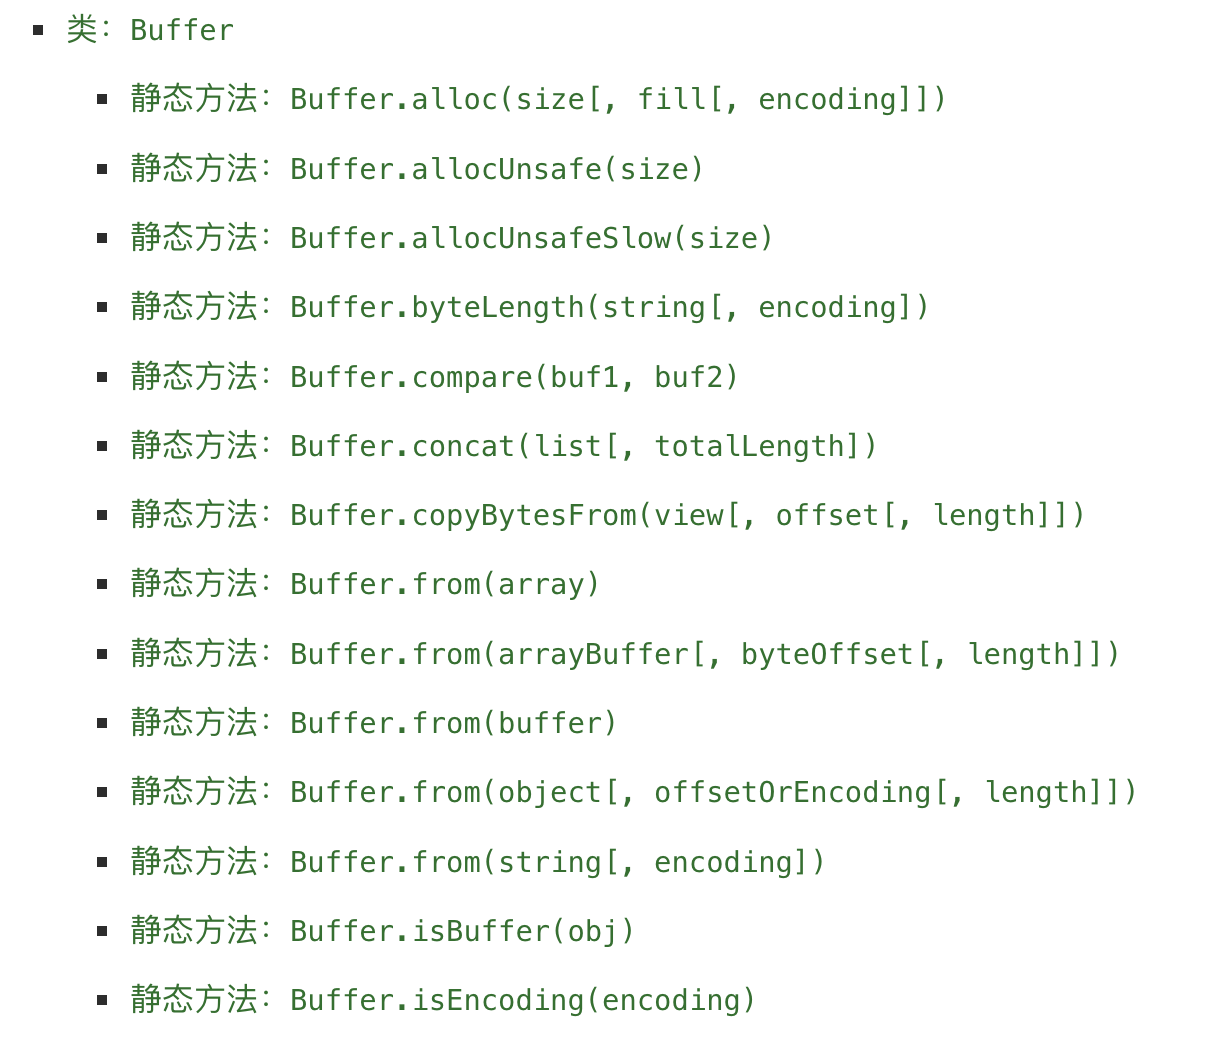 类：Buffer
静态方法：Buffer.alloc(size[, fill[, encoding]])
静态方法：Buffer.allocUnsafe(size)
静态方法：Buffer.allocUnsafeSlow(size)
静态方法：Buffer.byteLength(string[, encoding])
静态方法：Buffer.compare(buf1, buf2)
静态方法：Buffer.concat(list[, totalLength])
静态方法：Buffer.copyBytesFrom(view[, offset[, length]])
静态方法：Buffer.from(array)
静态方法：Buffer.from(arrayBuffer[, byteOffset[, length]])
静态方法：Buffer.from(buffer)
静态方法：Buffer.from(object[, offsetOrEncoding[, length]])
静态方法：Buffer.from(string[, encoding])
静态方法：Buffer.isBuffer(obj)
静态方法：Buffer.isEncoding(encoding)